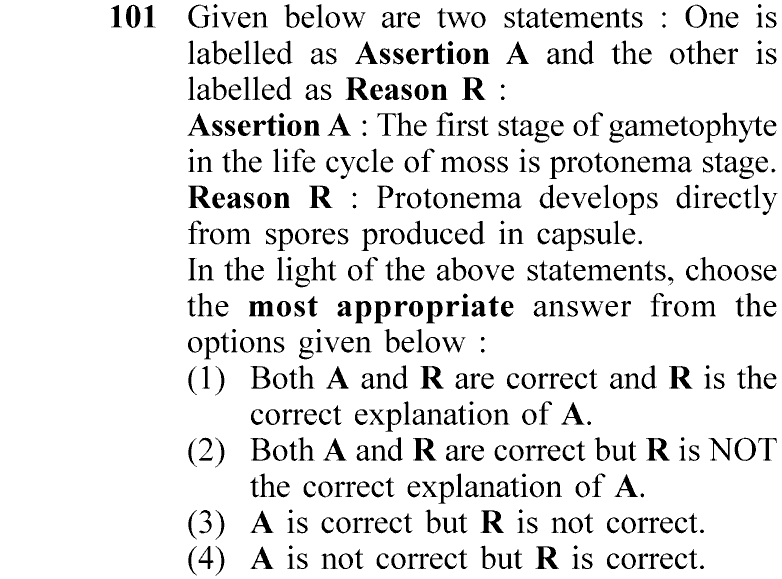 101 Given below are two statements : One is
labelled as Assertion A and the other is
labelled as Reason R :
Assertion A : The first stage of gametophyte
in the life cycle of moss is protonema stage.
Reason R : Protonema develops directly
from spores produced in capsule.
In the light of the above statements, choose
the most appropriate answer from the
options given below :
(1) Both A and R are correct and R is the
correct explanation of A.
(2) Both A and R are correct but R is NOT
the correct explanation of A.
(3) A is correct but R is not correct.
(4) A is not correct but R is correct.